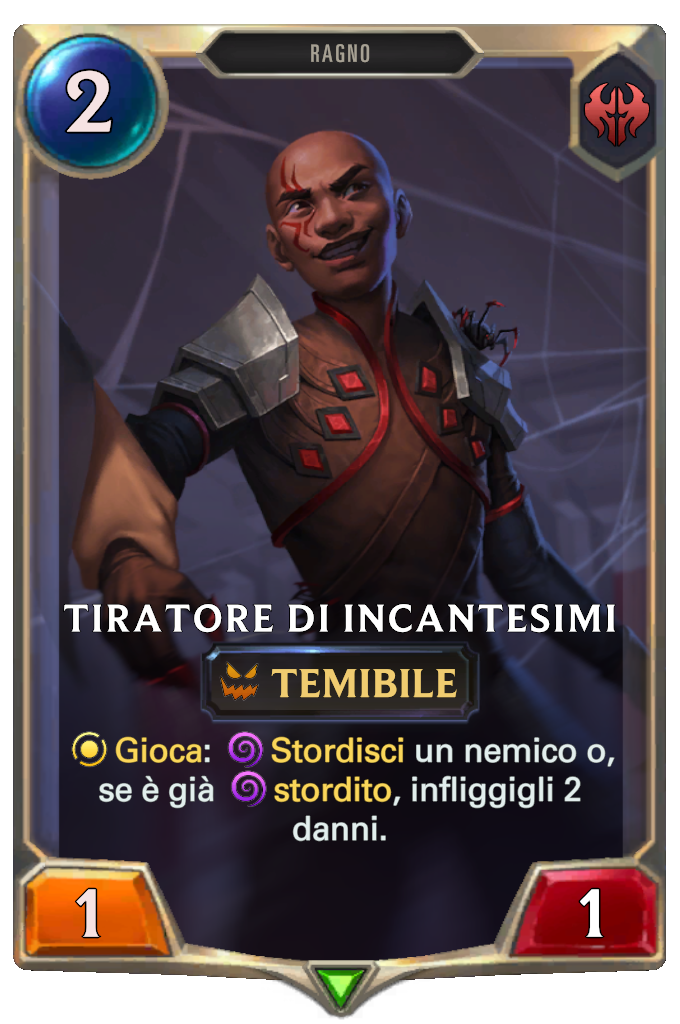 2
RAGNO
TIRATORE DI INCANTESIMI
TEMIBILE
Gioca: Stordisci un nemico o,
se è già stordito, infliggigli 2
danni.
1
1